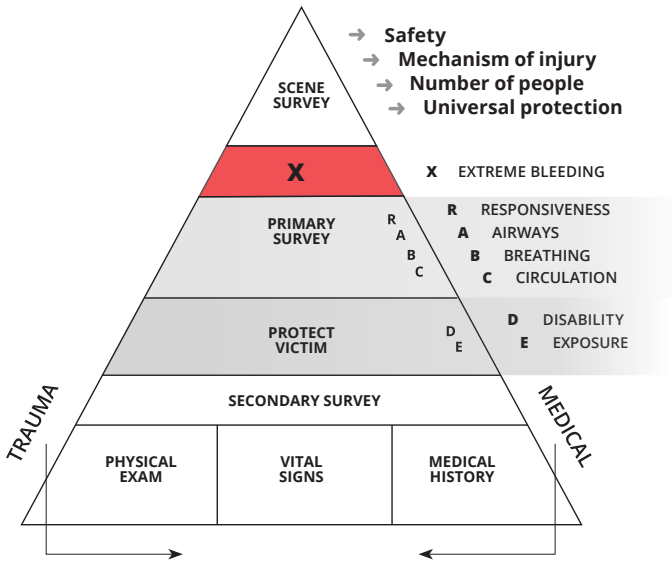 Safety
Mechanism of injury
Number of people
Universal protection
SCENE
SURVEY
X
X EXTREME BLEEDING
PRIMARY
SURVEY
R
A
B
C
R RESPONSIVENESS
A AIRWAYS
B BREATHING
C CIRCULATION
PROTECT
VICTIM
D
E
D DISABILITY
E EXPOSURE
SECONDARY SURVEY
TRAUMA
MEDICAL
PHYSICAL
EXAM
VITAL
SIGNS
MEDICAL
HISTORY